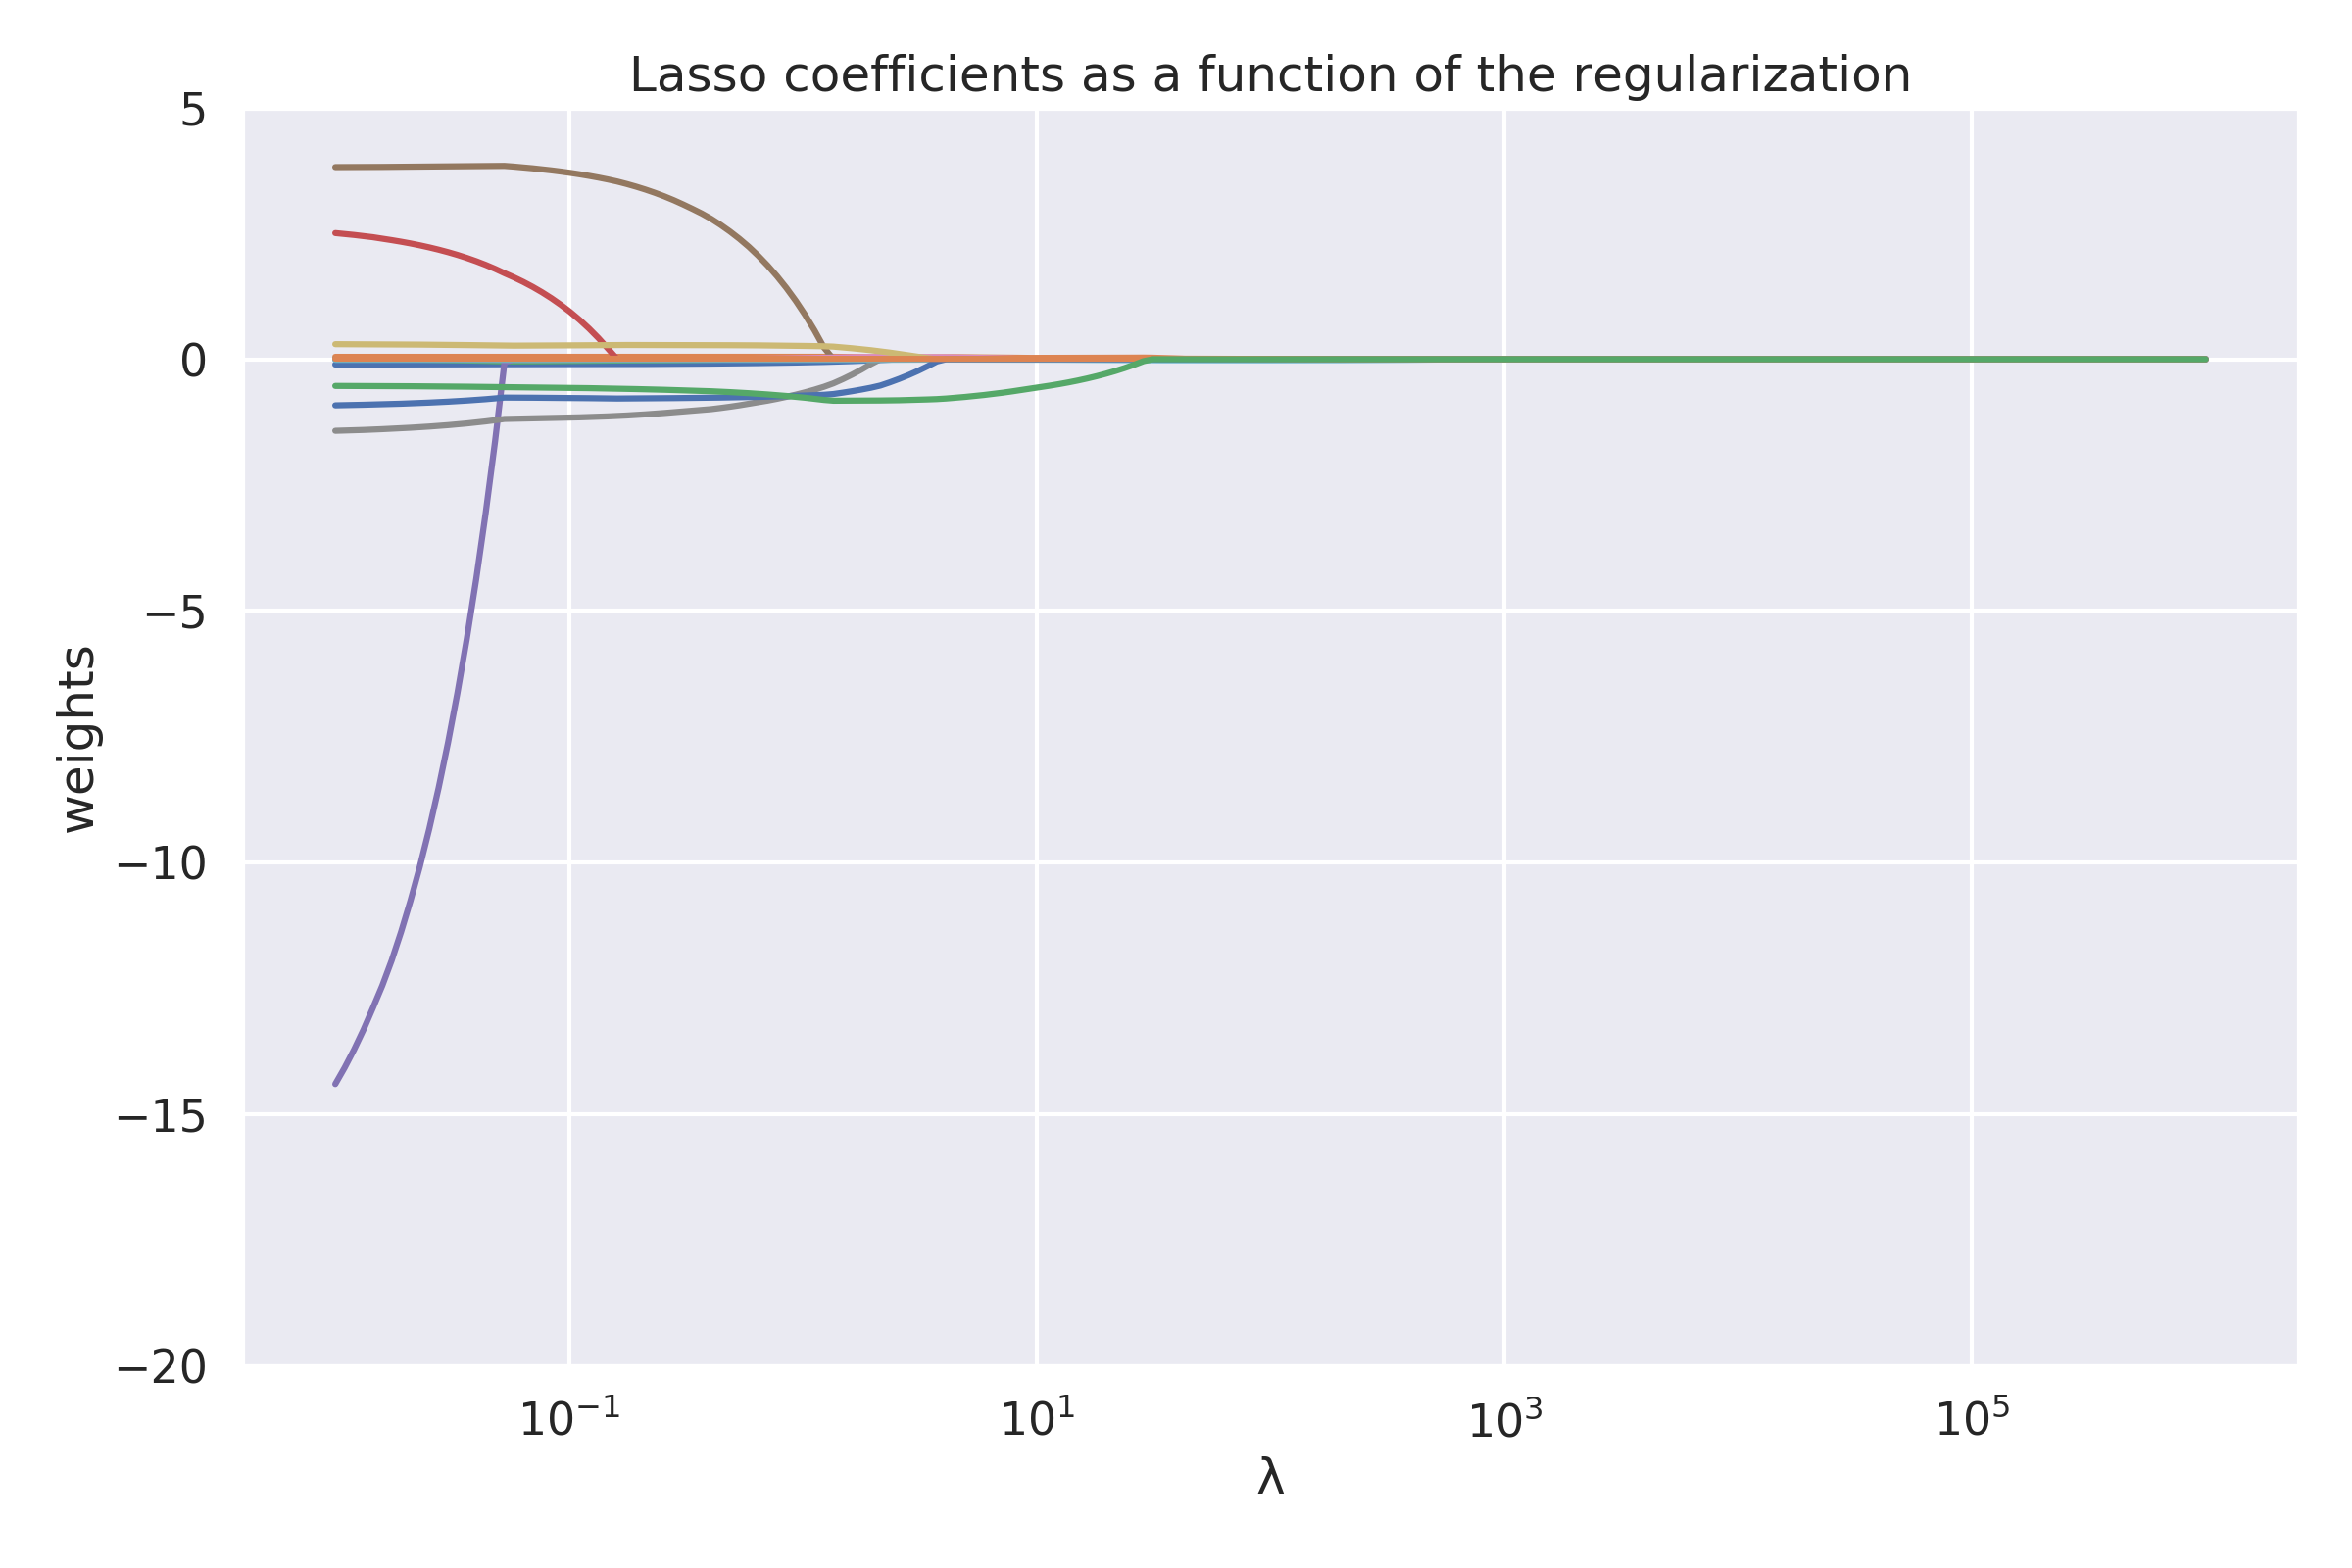 Lasso coefficients as a function of the regularization
5
0
−5
−10
−15
−20
weights
10⁻¹ 10¹ 10³ 10⁵
λ